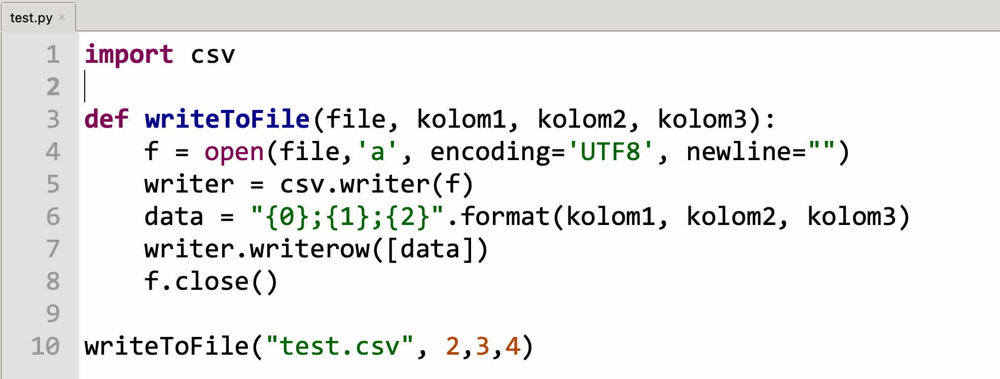 test.py ×
1 import csv
2
3 def writeToFile(file, kolom1, kolom2, kolom3):
4     f = open(file,'a', encoding='UTF8', newline="")
5     writer = csv.writer(f)
6     data = "{0};{1};{2}".format(kolom1, kolom2, kolom3)
7     writer.writerow([data])
8     f.close()
9
10 writeToFile("test.csv", 2,3,4)